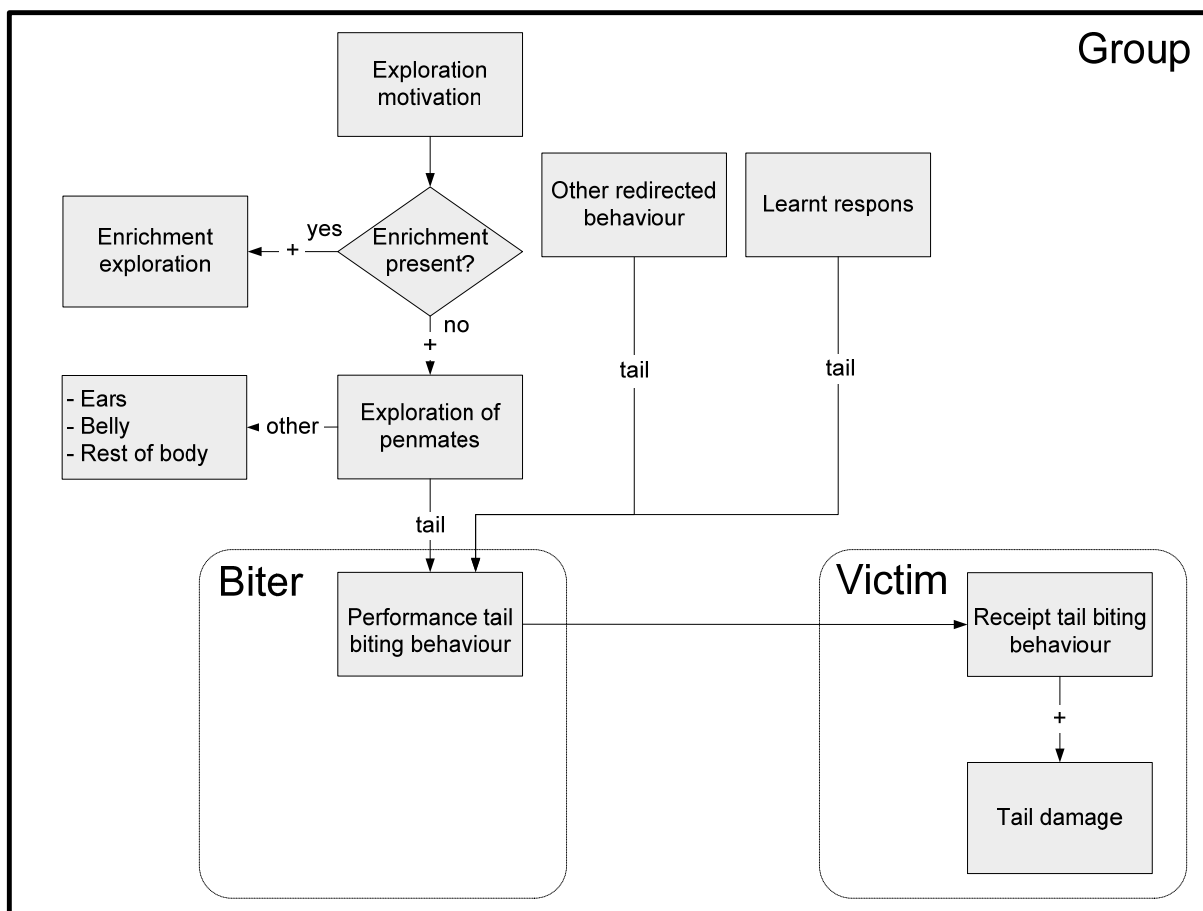 Group
Exploration
motivation
Other redirected
behaviour
Learnt respons
Enrichment
exploration
+
yes
Enrichment
present?
no
+
tail
tail
- Ears
- Belly
- Rest of body
other
Exploration of
penmates
tail
Biter
Performance tail
biting behaviour
Victim
Receipt tail biting
behaviour
+
Tail damage